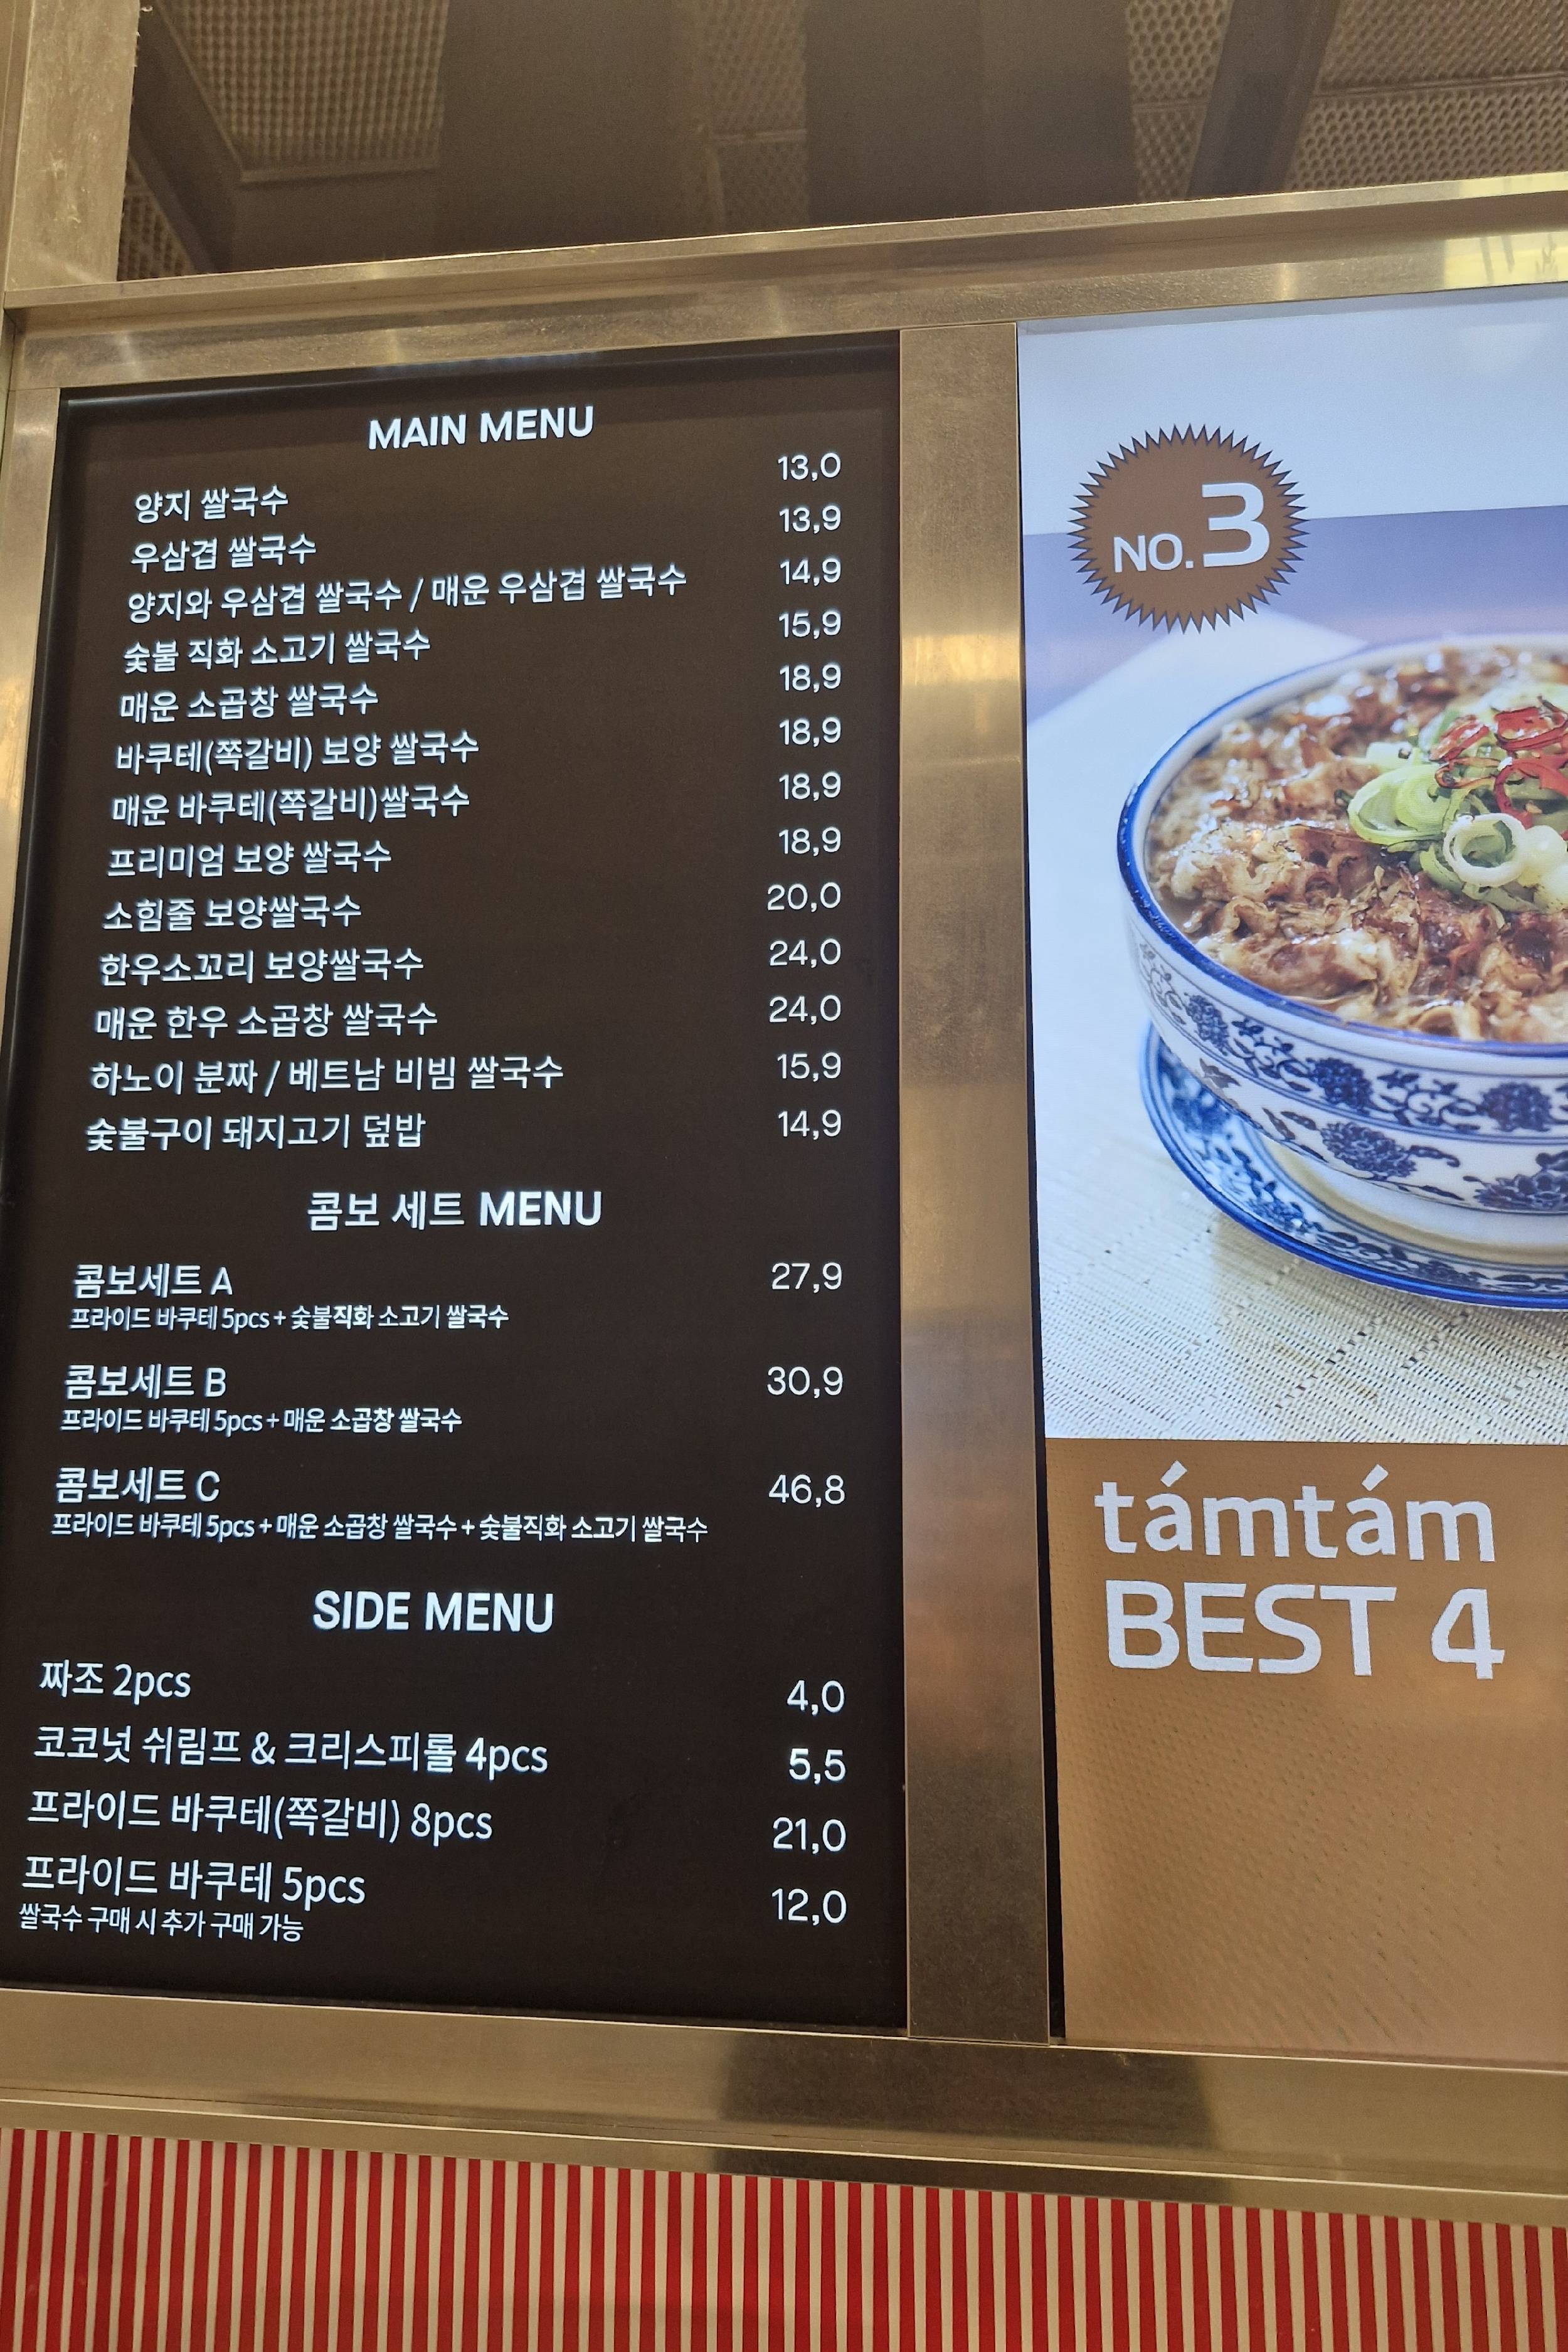 MAIN MENU
양지 쌀국수 13,0
우삼겹 쌀국수 13,9
양지와 우삼겹 쌀국수 / 매운 우삼겹 쌀국수 14,9
숯불 직화 소고기 쌀국수 15,9
매운 소곱창 쌀국수 18,9
바쿠테(쪽갈비) 보양 쌀국수 18,9
매운 바쿠테(쪽갈비)쌀국수 18,9
프리미엄 보양 쌀국수 18,9
소힘줄 보양쌀국수 20,0
한우소꼬리 보양쌀국수 24,0
매운 한우 소곱창 쌀국수 24,0
하노이 분짜 / 베트남 비빔 쌀국수 15,9
숯불구이 돼지고기 덮밥 14,9
콤보 세트 MENU
콤보세트 A 27,9
프라이드 바쿠테 5pcs + 숯불직화 소고기 쌀국수
콤보세트 B 30,9
프라이드 바쿠테 5pcs + 매운 소곱창 쌀국수
콤보세트 C 46,8
프라이드 바쿠테 5pcs + 매운 소곱창 쌀국수 + 숯불직화 소고기 쌀국수
SIDE MENU
짜조 2pcs 4,0
코코넛 쉬림프 & 크리스피롤 4pcs 5,5
프라이드 바쿠테(쪽갈비) 8pcs 21,0
프라이드 바쿠테 5pcs 12,0
쌀국수 구매 시 추가 구매 가능
NO.3
támtám
BEST 4